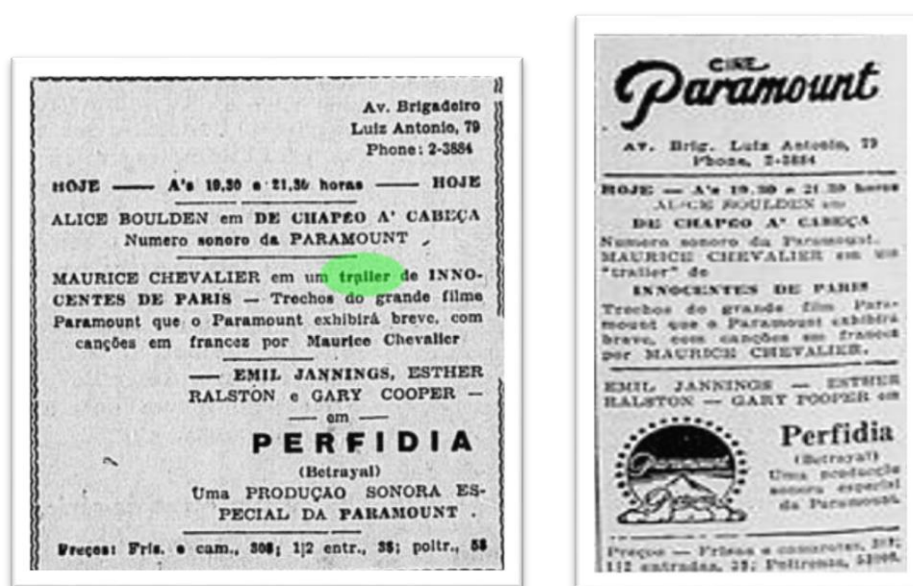 Av. Brigadeiro
Luiz Antonio, 79
Phone: 2-3884
HOJE —— A's 19,30 e 21,30 horas —— HOJE
ALICE BOULDEN em DE CHAPÉO A' CABEÇA
Numero sonoro da PARAMOUNT
MAURICE CHEVALIER em um trailer de INNO-
CENTES DE PARIS — Trechos do grande filme
Paramount que o Paramount exhibirá breve, com
canções em francez por Maurice Chevalier
—— EMIL JANNINGS, ESTHER
RALSTON e GARY COOPER —
—— em ——
PERFIDIA
(Betrayal)
Uma PRODUÇAO SONORA ES-
PECIAL DA PARAMOUNT .
Preços: Fris. e cam., 30$; 1|2 entr., 3$; poltr., 5$
CINE
Paramount
AV. Brig. Luiz Antonio, 79
Phone, 2-3884
HOJE — A's 19.30 e 21.30 horas
ALICE BOULDEN em
DE CHAPÉO A' CABEÇA
Numero sonoro da Paramount.
MAURICE CHEVALIER em um
"trailer" de
INNOCENTES DE PARIS
Trechos do grande film Para-
mount que o Paramount exhibirá
breve, com canções em francez
por MAURICE CHEVALIER.
EMIL JANNINGS — ESTHER
RALSTON — GARY POOPER em
Paramount
Perfidia
(Betrayal)
Uma producção
sonora especial
da Paramount.
Preços — Frisas e camarotes, 30$;
1|2 entradas, 3$; Poltronas,